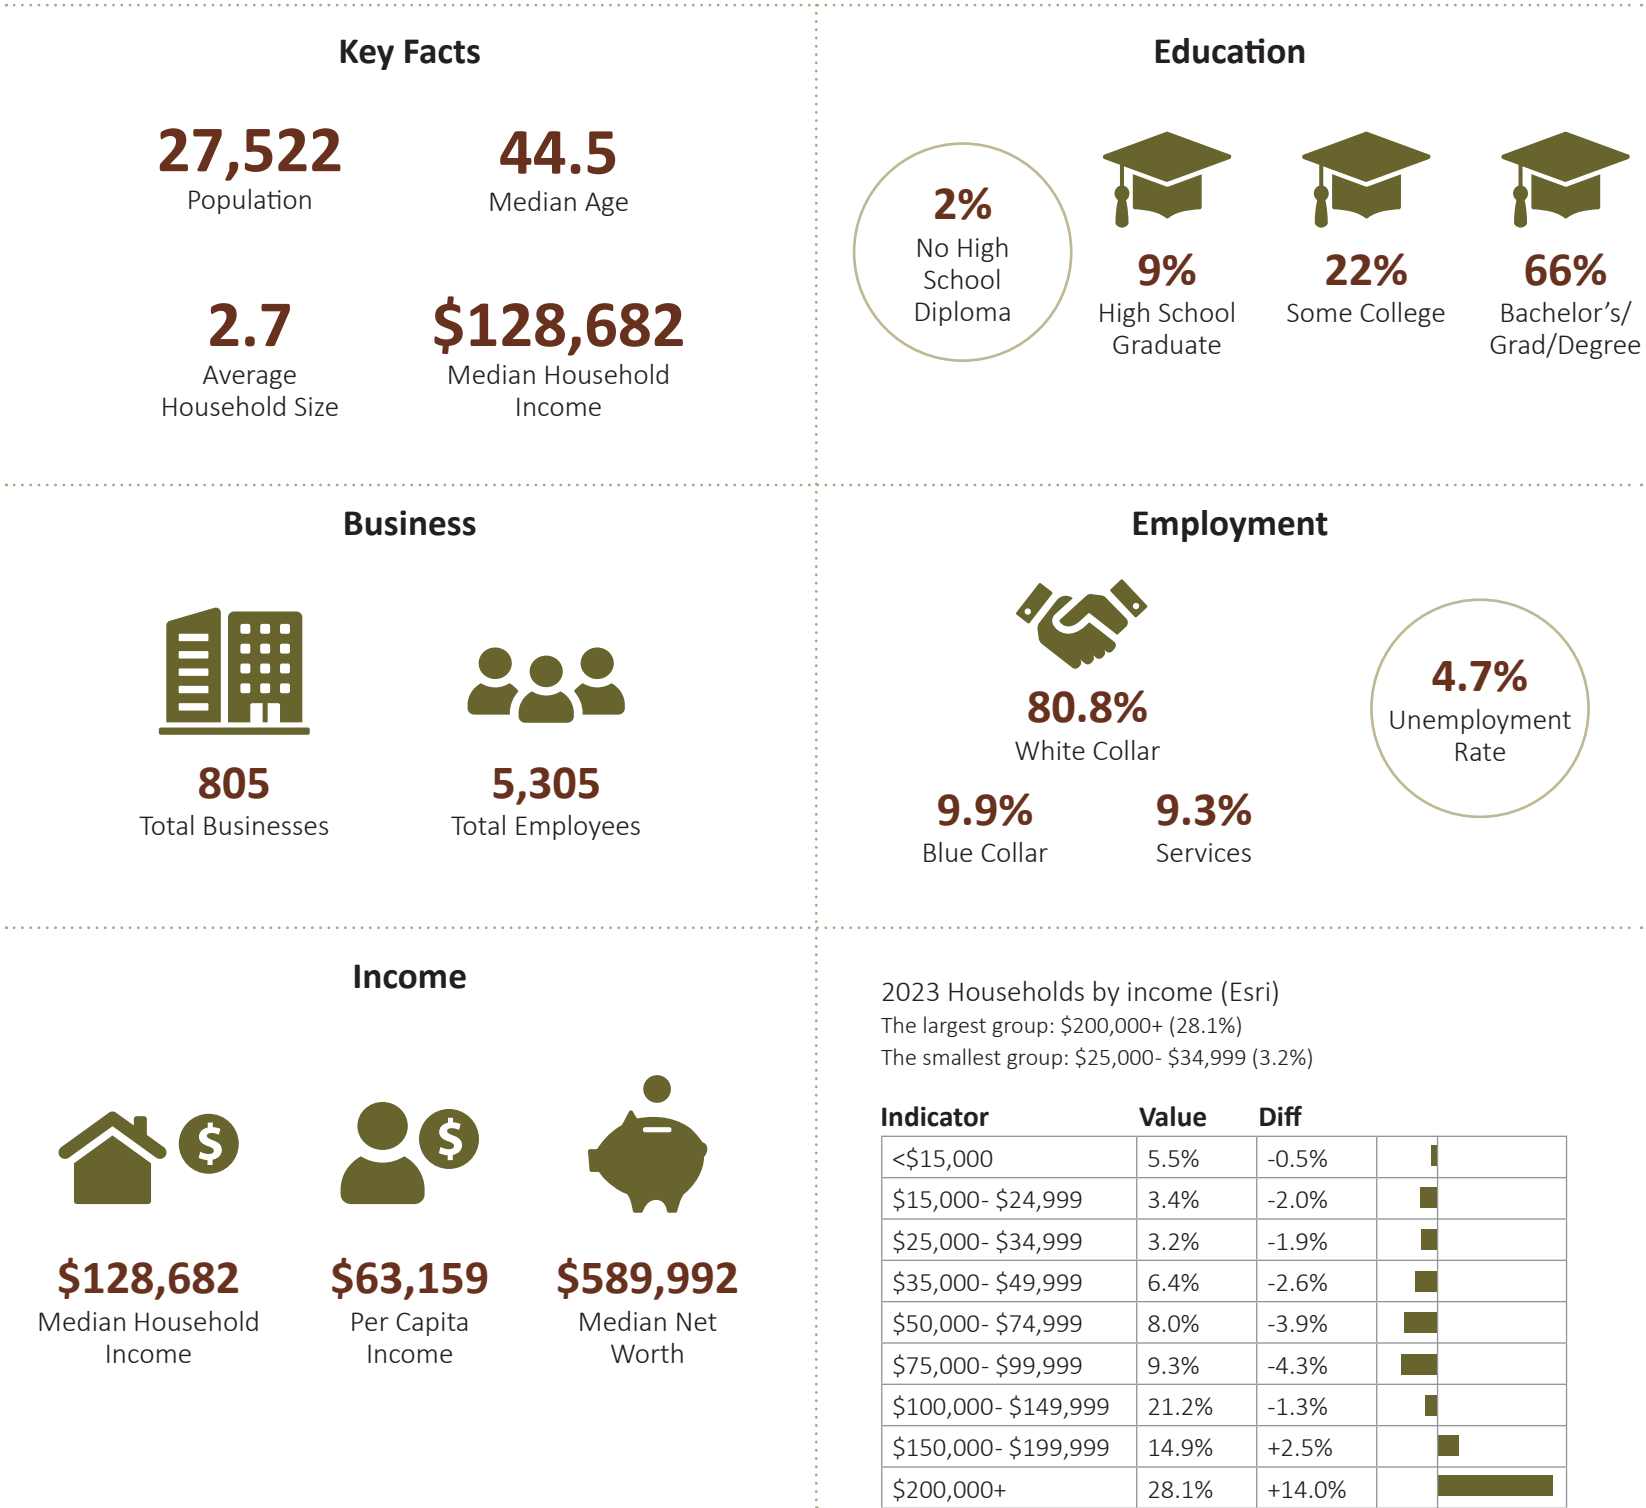 Key Facts
27,522
Population
44.5
Median Age
2.7
Average
Household Size
$128,682
Median Household
Income
Education
2%
No High
School
Diploma
9%
High School
Graduate
22%
Some College
66%
Bachelor’s/
Grad/Degree
Business
805
Total Businesses
5,305
Total Employees
Employment
80.8%
White Collar
9.9%
Blue Collar
9.3%
Services
4.7%
Unemployment
Rate
Income
$128,682
Median Household
Income
$63,159
Per Capita
Income
$589,992
Median Net
Worth
2023 Households by income (Esri)
The largest group: $200,000+ (28.1%)
The smallest group: $25,000- $34,999 (3.2%)
Indicator Value Diff
<$15,000 5.5% -0.5%
$15,000- $24,999 3.4% -2.0%
$25,000- $34,999 3.2% -1.9%
$35,000- $49,999 6.4% -2.6%
$50,000- $74,999 8.0% -3.9%
$75,000- $99,999 9.3% -4.3%
$100,000- $149,999 21.2% -1.3%
$150,000- $199,999 14.9% +2.5%
$200,000+ 28.1% +14.0%